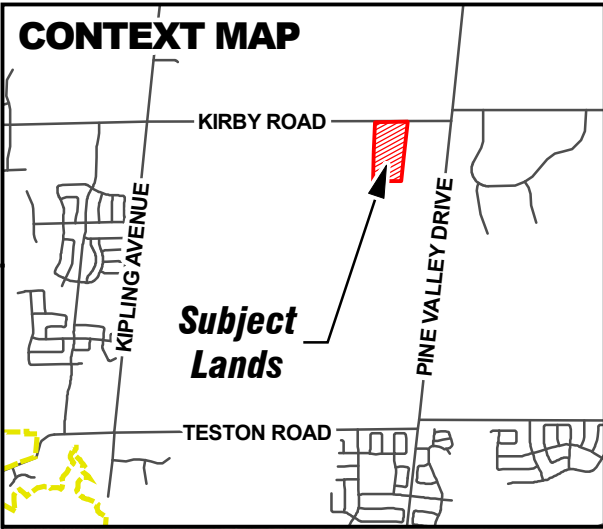 CONTEXT MAP
KIRBY ROAD
KIPLING AVENUE
PINE VALLEY DRIVE
Subject
Lands
TESTON ROAD